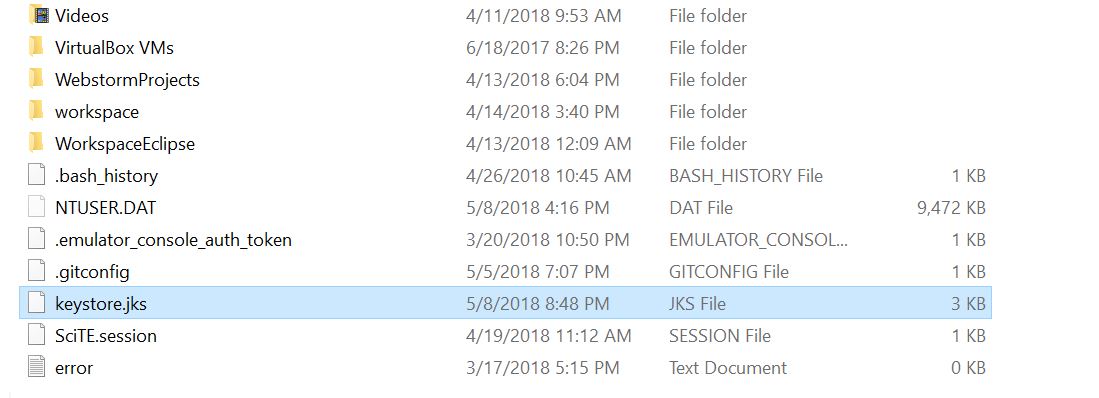 Videos 4/11/2018 9:53 AM File folder
VirtualBox VMs 6/18/2017 8:26 PM File folder
WebstormProjects 4/13/2018 6:04 PM File folder
workspace 4/14/2018 3:40 PM File folder
WorkspaceEclipse 4/13/2018 12:09 AM File folder
.bash_history 4/26/2018 10:45 AM BASH_HISTORY File 1 KB
NTUSER.DAT 5/8/2018 4:16 PM DAT File 9,472 KB
.emulator_console_auth_token 3/20/2018 10:50 PM EMULATOR_CONSOL... 1 KB
.gitconfig 5/5/2018 7:07 PM GITCONFIG File 1 KB
keystore.jks 5/8/2018 8:48 PM JKS File 3 KB
SciTE.session 4/19/2018 11:12 AM SESSION File 1 KB
error 3/17/2018 5:15 PM Text Document 0 KB